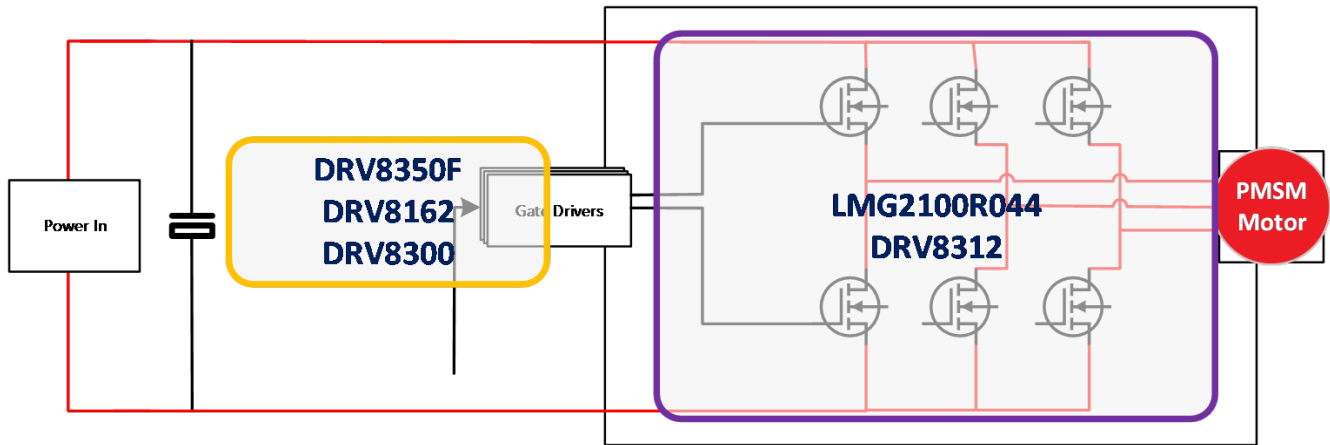 Power In
DRV8350F
DRV8162
DRV8300
Gate Drivers
LMG2100R044
DRV8312
PMSM
Motor